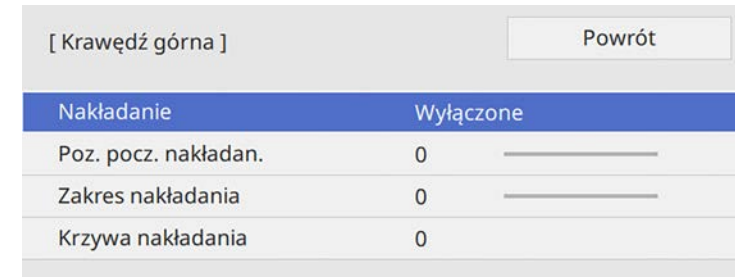 [ Krawędź górna ] Powrót
Nakładanie Wyłączone
Poz. pocz. nakładan. 0
Zakres nakładania 0
Krzywa nakładania 0